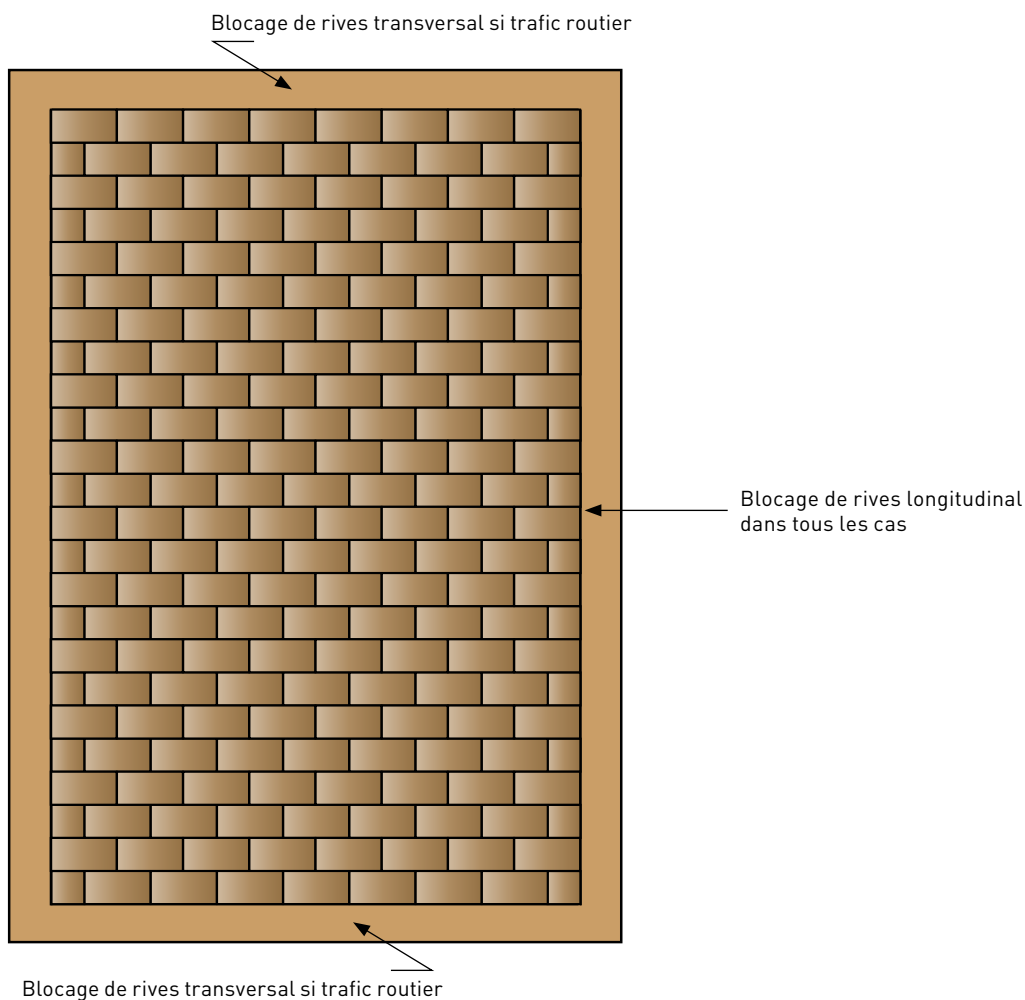 Blocage de rives transversal si trafic routier
Blocage de rives longitudinal
dans tous les cas
Blocage de rives transversal si trafic routier